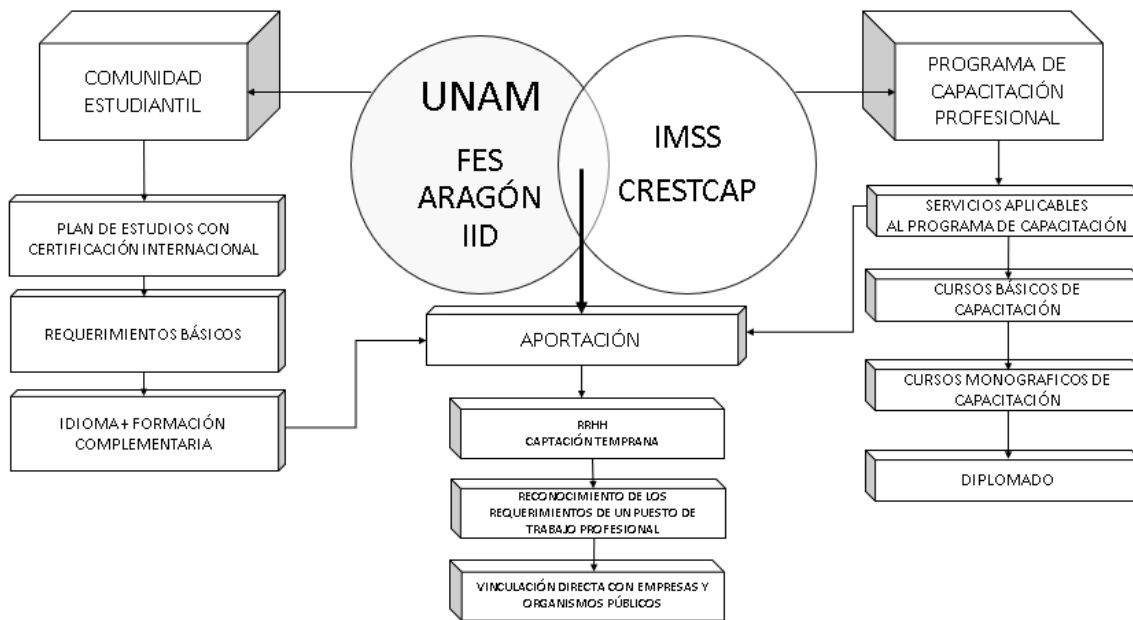 COMUNIDAD
ESTUDIANTIL
UNAM
FES
ARAGÓN
IID
IMSS
CRESTCAP
PROGRAMA DE
CAPACITACIÓN
PROFESIONAL
PLAN DE ESTUDIOS CON
CERTIFICACIÓN INTERNACIONAL
REQUERIMIENTOS BÁSICOS
IDIOMA+ FORMACIÓN
COMPLEMENTARIA
APORTACIÓN
RRHH
CAPTACIÓN TEMPRANA
RECONOCIMIENTO DE LOS
REQUERIMIENTOS DE UN PUESTO DE
TRABAJO PROFESIONAL
VINCULACIÓN DIRECTA CON EMPRESAS Y
ORGANISMOS PÚBLICOS
SERVICIOS APLICABLES
AL PROGRAMA DE CAPACITACIÓN
CURSOS BÁSICOS DE
CAPACITACIÓN
CURSOS MONOGRAFICOS DE
CAPACITACIÓN
DIPLOMADO